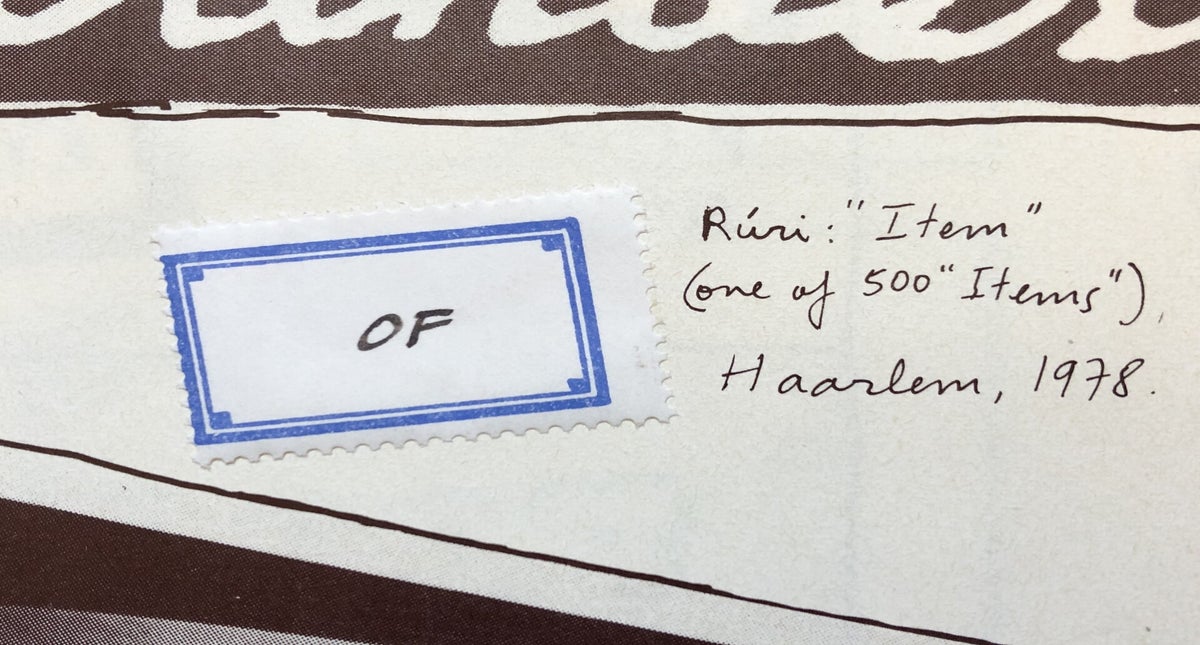 OF
Rúri: "Item"
(one of 500 "Items"),
Haarlem, 1978.